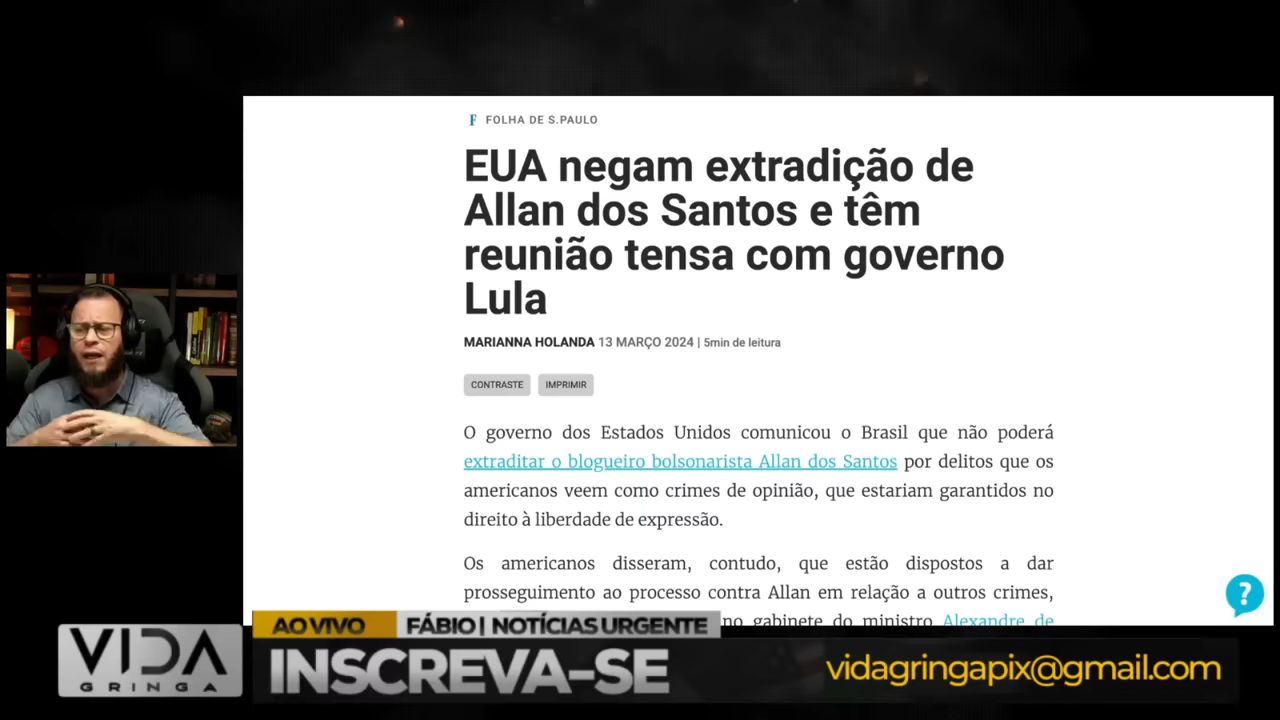 FOLHA DE S.PAULO
EUA negam extradição de
Allan dos Santos e têm
reunião tensa com governo
Lula
MARIANNA HOLANDA 13 MARÇO 2024 | 5min de leitura
CONTRASTE IMPRIMIR
O governo dos Estados Unidos comunicou o Brasil que não poderá
extraditar o blogueiro bolsonarista Allan dos Santos por delitos que os
americanos veem como crimes de opinião, que estariam garantidos no
direito à liberdade de expressão.
Os americanos disseram, contudo, que estão dispostos a dar
prosseguimento ao processo contra Allan em relação a outros crimes,
no gabinete do ministro Alexandre de
?
AO VIVO FÁBIO | NOTÍCIAS URGENTE
VIDA
GRINGA
INSCREVA-SE
vidagringapix@gmail.com